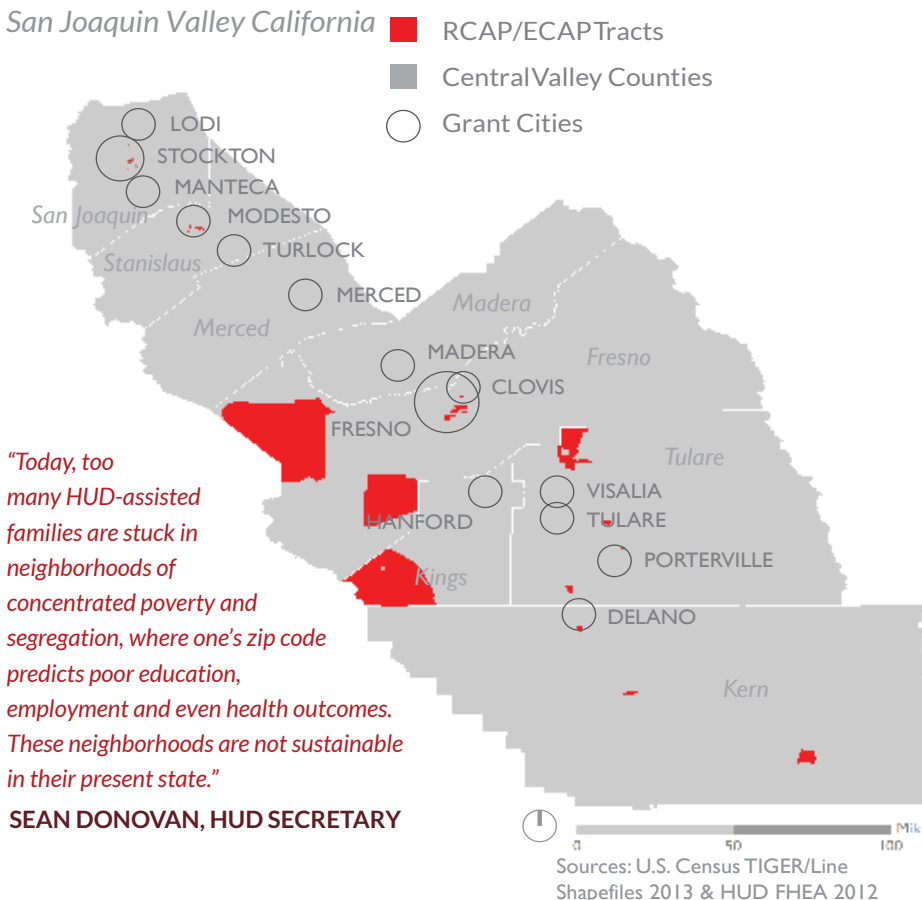 San Joaquin Valley California
RCAP/ECAP Tracts
Central Valley Counties
Grant Cities
LODI
STOCKTON
MANTECA
San Joaquin
MODESTO
Stanislaus
TURLOCK
MERCED
Merced
Madera
MADERA
Fresno
CLOVIS
FRESNO
Tulare
VISALIA
HANFORD
TULARE
PORTERVILLE
Kings
DELANO
Kern
“Today, too
many HUD-assisted
families are stuck in
neighborhoods of
concentrated poverty and
segregation, where one’s zip code
predicts poor education,
employment and even health outcomes.
These neighborhoods are not sustainable
in their present state.”
SEAN DONOVAN, HUD SECRETARY
0 50 100
Sources: U.S. Census TIGER/Line
Shapefiles 2013 & HUD FHEA 2012